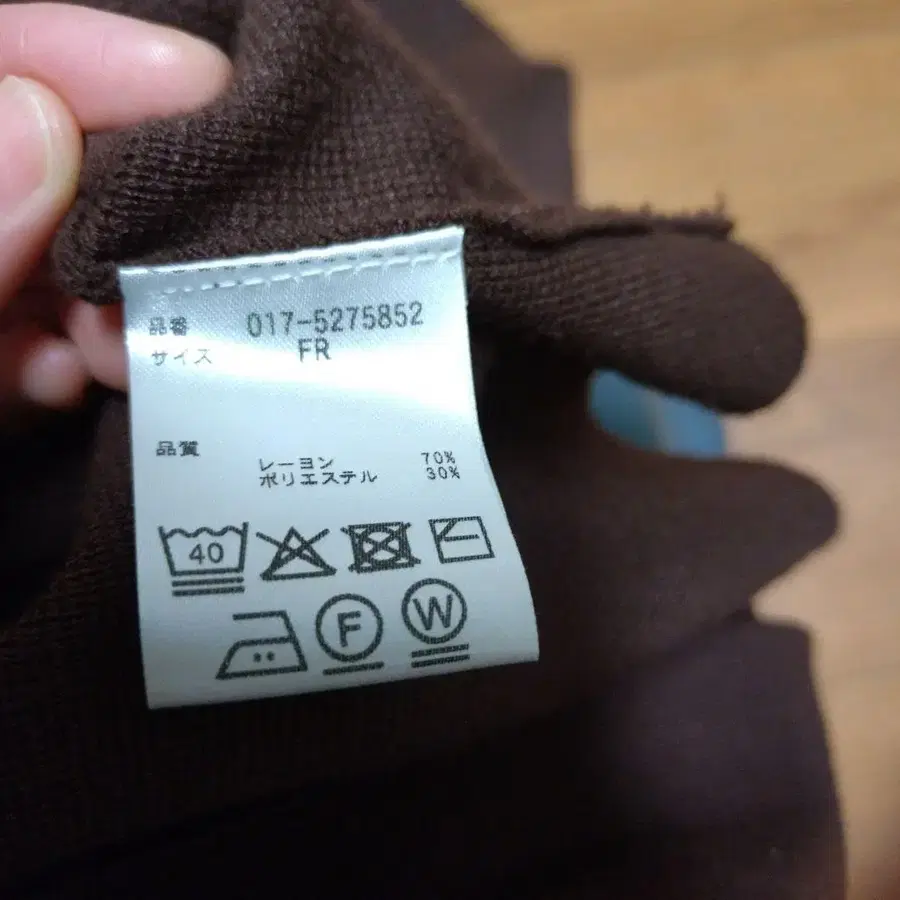 品番 017-5275852
サイズ FR
品質
レーヨン 70%
ポリエステル 30%
40
F W